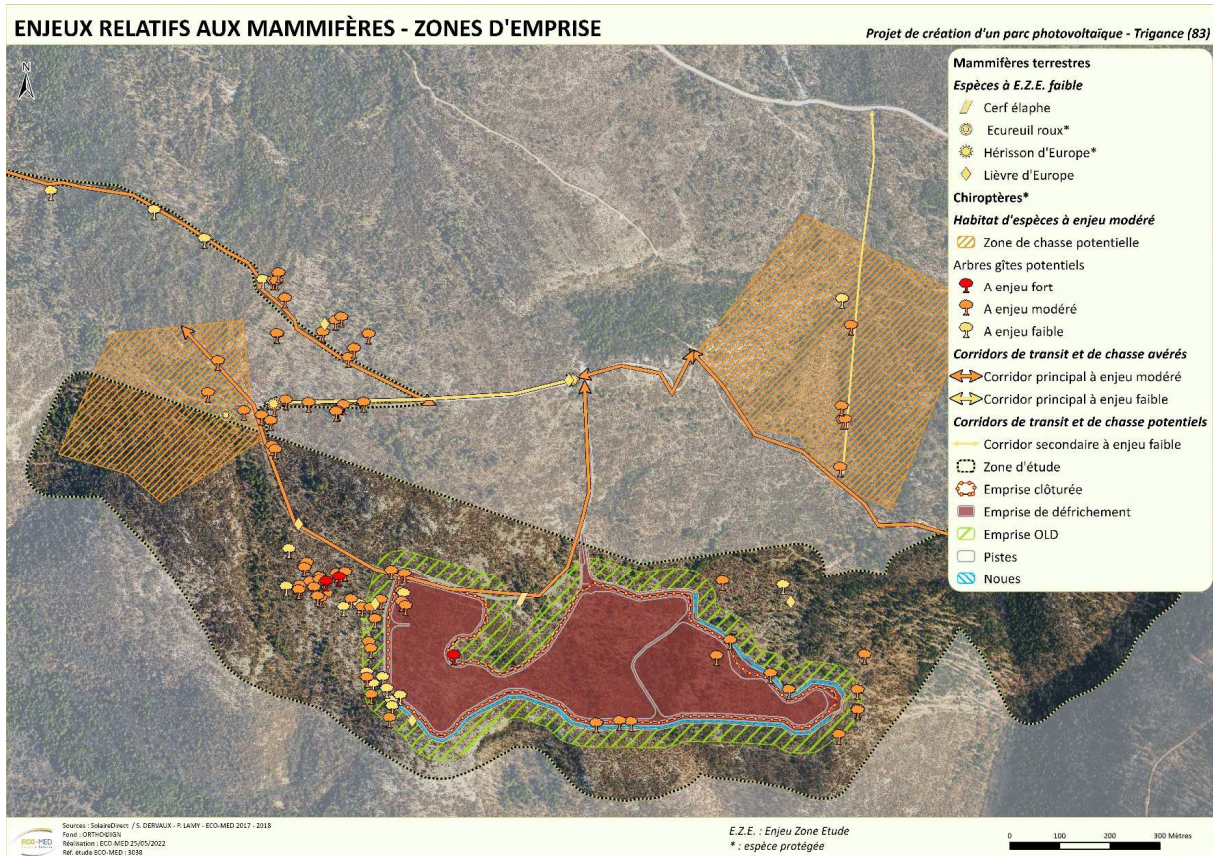 ENJEUX RELATIFS AUX MAMMIFÈRES - ZONES D'EMPRISE
Projet de création d'un parc photovoltaïque - Trigance (83)
N
Mammifères terrestres
Espèces à E.Z.E. faible
Cerf élaphe
Ecureuil roux*
Hérisson d'Europe*
Lièvre d'Europe
Chiroptères*
Habitat d'espèces à enjeu modéré
Zone de chasse potentielle
Arbres gîtes potentiels
A enjeu fort
A enjeu modéré
A enjeu faible
Corridors de transit et de chasse avérés
Corridor principal à enjeu modéré
Corridor principal à enjeu faible
Corridors de transit et de chasse potentiels
Corridor secondaire à enjeu faible
Zone d'étude
Emprise clôturée
Emprise de défrichement
Emprise OLD
Pistes
Noues
ECO-MED
Sources : SolaireDirect / S. DERVAUX - P. LAMY - ECO-MED 2017 - 2018
Fond : ORTHO©IGN
Réalisation : ECO-MED 25/05/2022
Réf. étude ECO-MED : 3038
E.Z.E. : Enjeu Zone Etude
* : espèce protégée
0 100 200 300 Mètres